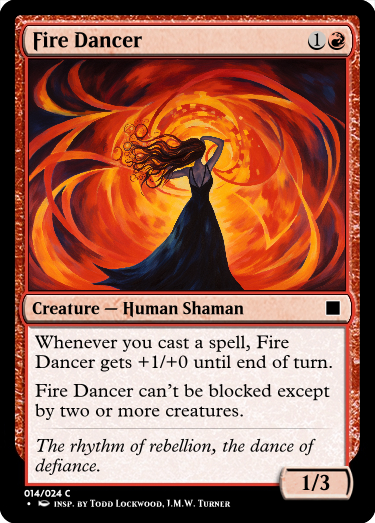 Fire Dancer 1
Creature — Human Shaman
Whenever you cast a spell, Fire
Dancer gets +1/+0 until end of turn.
Fire Dancer can't be blocked except
by two or more creatures.
The rhythm of rebellion, the dance of
defiance.
1/3
014/024 C
• INSP. BY TODD LOCKWOOD, J.M.W. TURNER